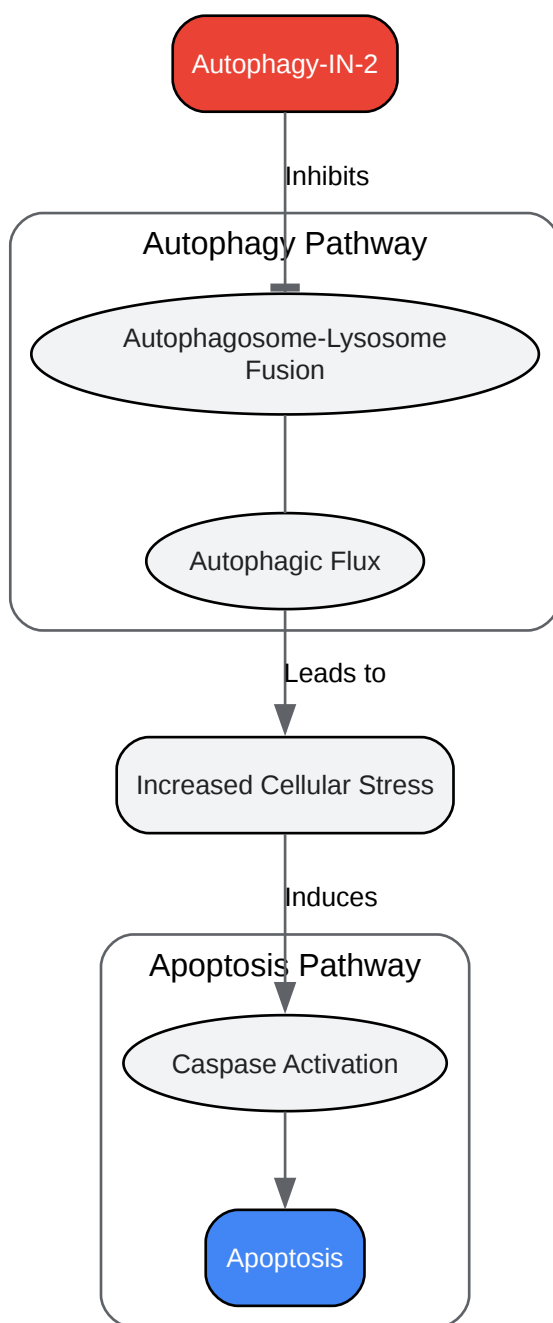 Autophagy-IN-2
Inhibits
Autophagy Pathway
Autophagosome-Lysosome
Fusion
Autophagic Flux
Leads to
Increased Cellular Stress
Induces
Apoptosis Pathway
Caspase Activation
Apoptosis